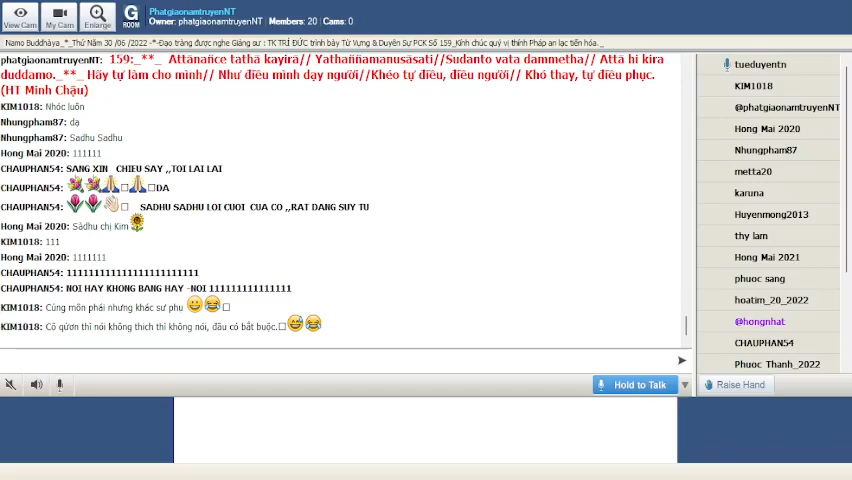 View Cam
My Cam
Enlarge
G
ROOM
PhatgiaonamtruyenNT
Owner: phatgiaonamtruyenNT  Members: 20 | Cams: 0
Namo Buddhàya_*_Thứ Năm 30 /06 /2022 -*-Đạo tràng được nghe Giảng sư : TK TRÍ ĐỨC trình bày Từ Vựng & Duyên Sự PCK Số 159_Kính chúc quý vị thính Pháp an lạc tiến hóa._
phatgiaonamtruyenNT: 159:_**_ Attānañce tathā kayirā// Yathaññamanusāsati//Sudanto vata dammetha// Attā hi kira
duddamo._**_ Hãy tự làm cho mình// Như điều mình dạy người//Khéo tự điều, điều người// Khó thay, tự điều phục.
(HT Minh Châu)
KIM1018: Nhóc luôn
Nhungpham87: dạ
Nhungpham87: Sadhu Sadhu
Hong Mai 2020: 111111
CHAUPHAN54: SANG XIN CHIEU SAY ,,TOI LAI LAI
CHAUPHAN54: DA
CHAUPHAN54: SADHU SADHU LOI CUOI CUA CO ,,RAT DANG SUY TU
Hong Mai 2020: Sādhu chị Kim
KIM1018: 111
Hong Mai 2020: 1111111
CHAUPHAN54: 1111111111111111111111111
CHAUPHAN54: NOI HAY KHONG BANG HAY -NOI 111111111111111
KIM1018: Cùng môn phái nhưng khác sư phụ
KIM1018: Cô qườn thì nói không thich thì không nói, đâu có bắt buộc.
Hold to Talk
tueduyentn
KIM1018
@phatgiaonamtruyenNT
Hong Mai 2020
Nhungpham87
metta20
karuna
Huyenmong2013
thy lam
Hong Mai 2021
phuoc sang
hoatim_20_2022
@hongnhat
CHAUPHAN54
Phuoc Thanh_2022
Raise Hand